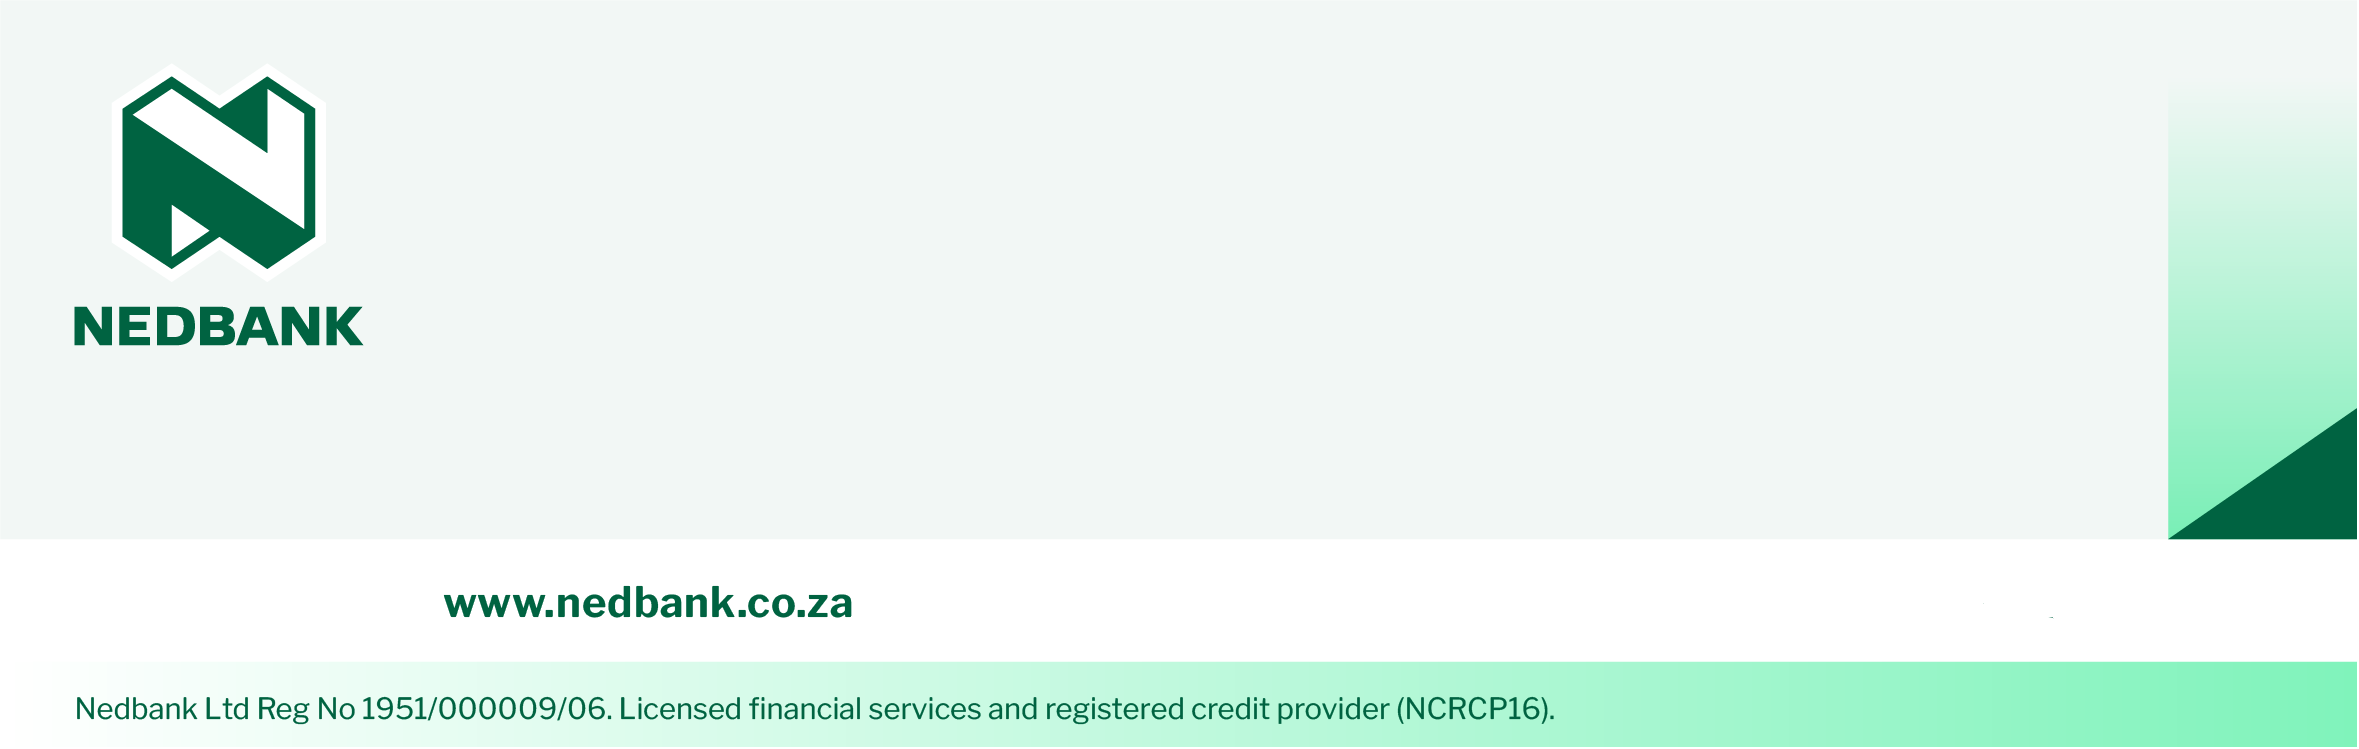 NEDBANK
www.nedbank.co.za
Nedbank Ltd Reg No 1951/000009/06. Licensed financial services and registered credit provider (NCRCP16).